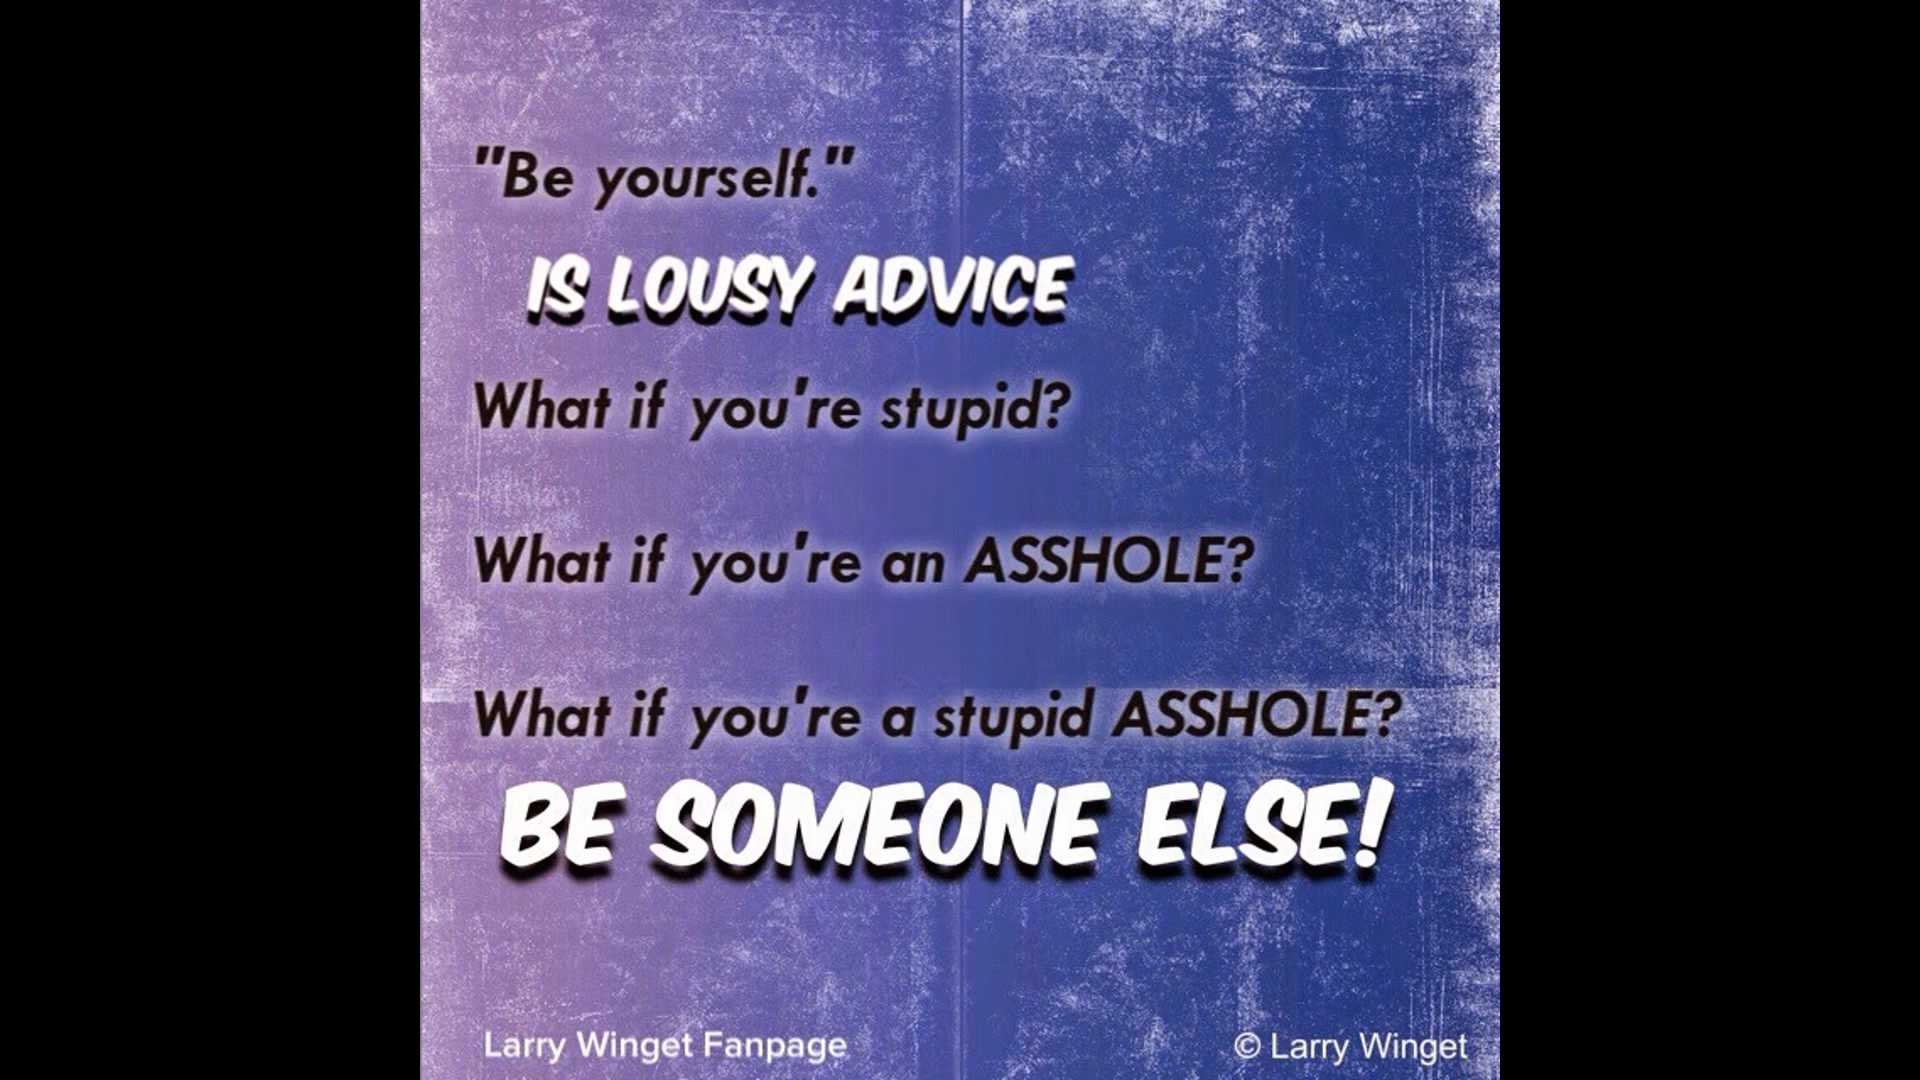 "Be yourself."
IS LOUSY ADVICE
What if you're stupid?
What if you're an ASSHOLE?
What if you're a stupid ASSHOLE?
BE SOMEONE ELSE!
Larry Winget Fanpage
© Larry Winget